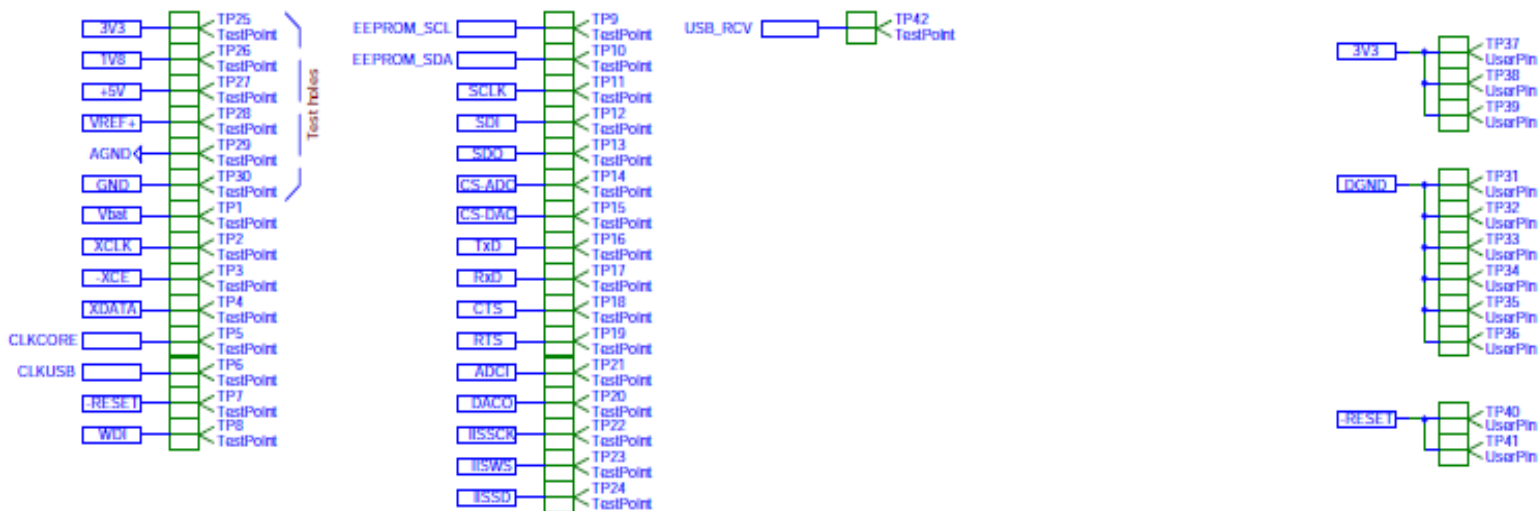 3V3
TP25
TestPoint
1V8
TP26
TestPoint
+5V
TP27
TestPoint
VREF+
TP28
TestPoint
AGND
TP29
TestPoint
GND
TP30
TestPoint
Test holes
Vbat
TP1
TestPoint
XCLK
TP2
TestPoint
-XCE
TP3
TestPoint
XDATA
TP4
TestPoint
CLKCORE
TP5
TestPoint
CLKUSB
TP6
TestPoint
-RESET
TP7
TestPoint
WDI
TP8
TestPoint
EEPROM_SCL
TP9
TestPoint
EEPROM_SDA
TP10
TestPoint
SCLK
TP11
TestPoint
SDI
TP12
TestPoint
SDO
TP13
TestPoint
CS-ADC
TP14
TestPoint
CS-DAC
TP15
TestPoint
TxD
TP16
TestPoint
RxD
TP17
TestPoint
CTS
TP18
TestPoint
RTS
TP19
TestPoint
ADCI
TP21
TestPoint
DACO
TP20
TestPoint
IISSCK
TP22
TestPoint
IISWS
TP23
TestPoint
IISSD
TP24
TestPoint
USB_RCV
TP42
TestPoint
3V3
TP37
UserPin
TP38
UserPin
TP39
UserPin
DGND
TP31
UserPin
TP32
UserPin
TP33
UserPin
TP34
UserPin
TP35
UserPin
TP36
UserPin
-RESET
TP40
UserPin
TP41
UserPin